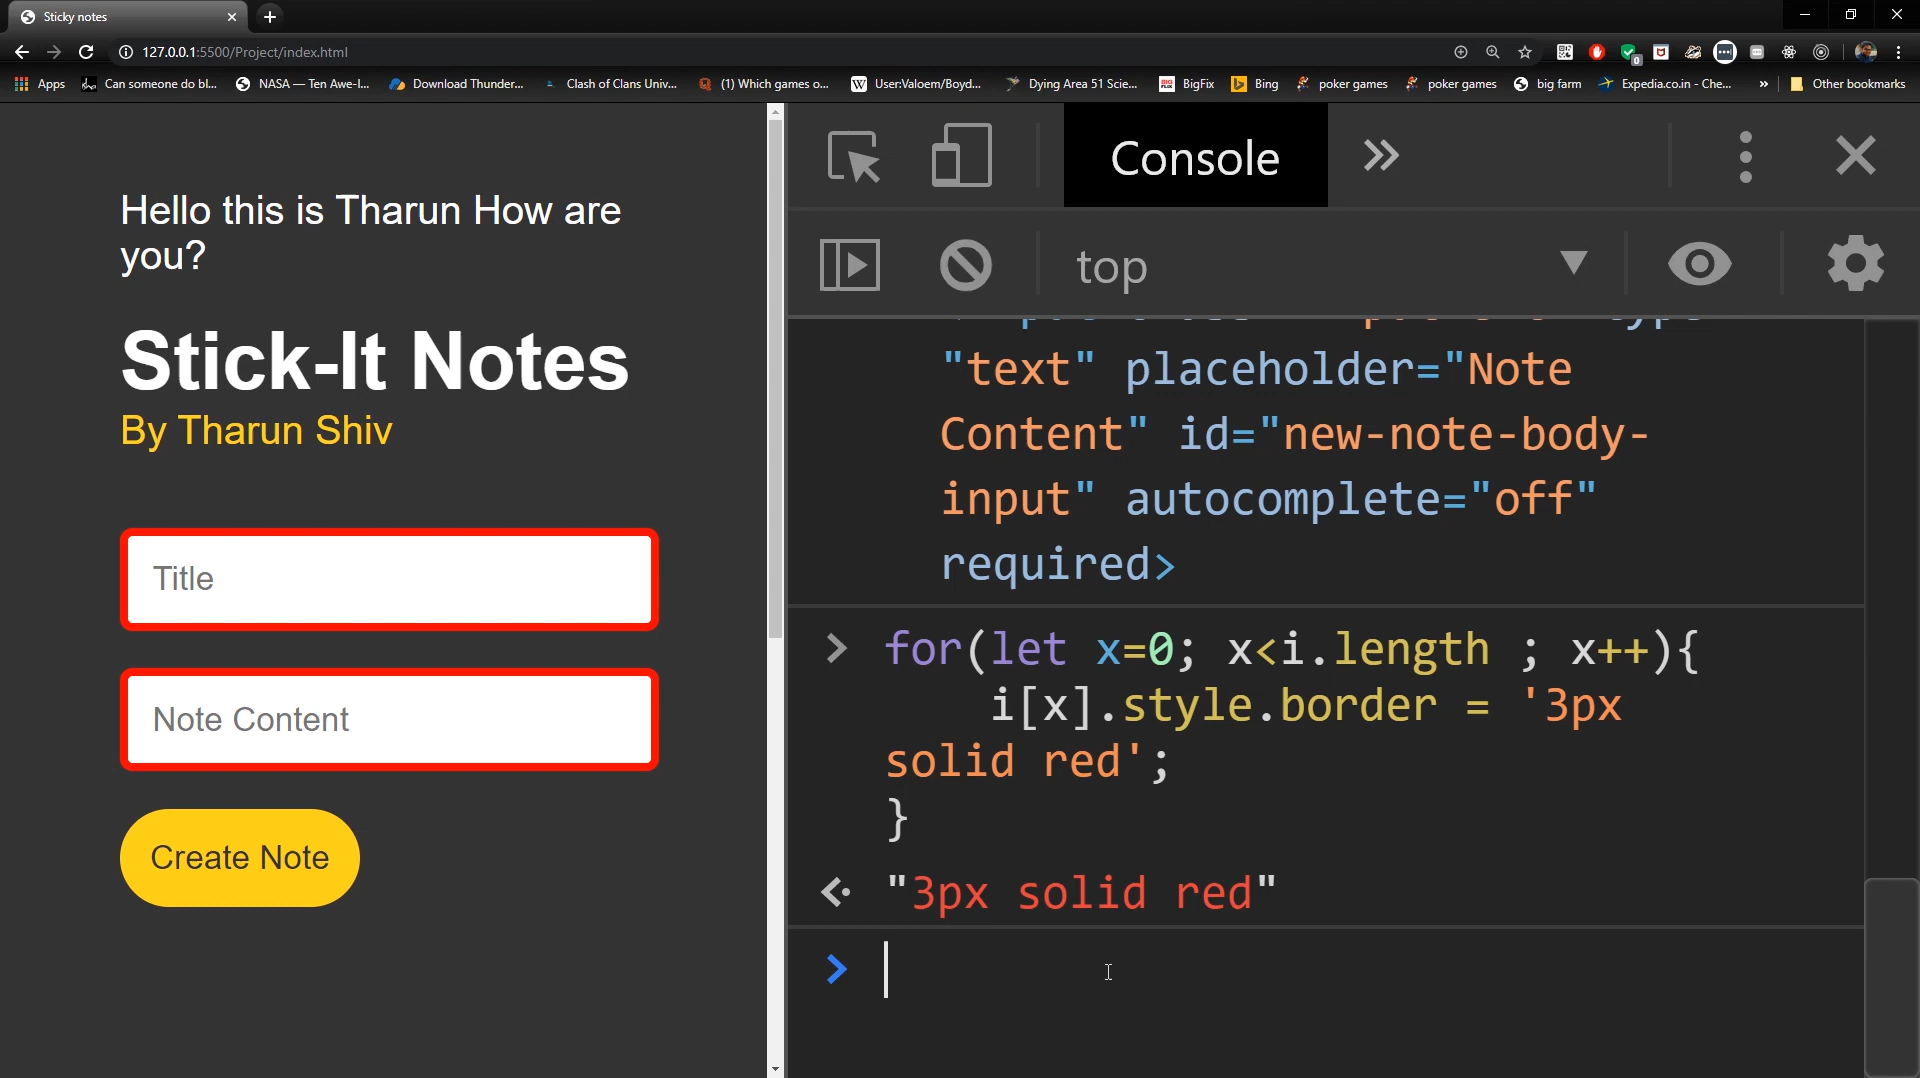 Sticky notes
127.0.0.1:5500/Project/index.html
Apps Can someone do bl... NASA — Ten Awe-I... Download Thunder... Clash of Clans Univ... (1) Which games o... User:Valoem/Boyd... Dying Area 51 Scie... BigFix Bing poker games poker games big farm Expedia.co.in - Che... » Other bookmarks
Hello this is Tharun How are
you?
Stick-It Notes
By Tharun Shiv
Title
Note Content
Create Note
Console
top
"text" placeholder="Note
Content" id="new-note-body-
input" autocomplete="off"
required>
> for(let x=0; x<i.length ; x++){
i[x].style.border = '3px
solid red';
}
"3px solid red"
>